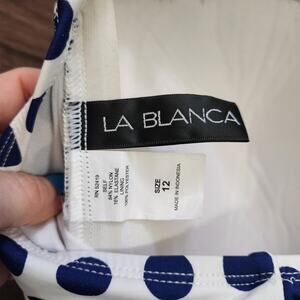 LA BLANCA
RN 52419
SELF
84% NYLON
16% ELASTANE
LINING
100% POLYESTER
SIZE
12
MADE IN INDONESIA